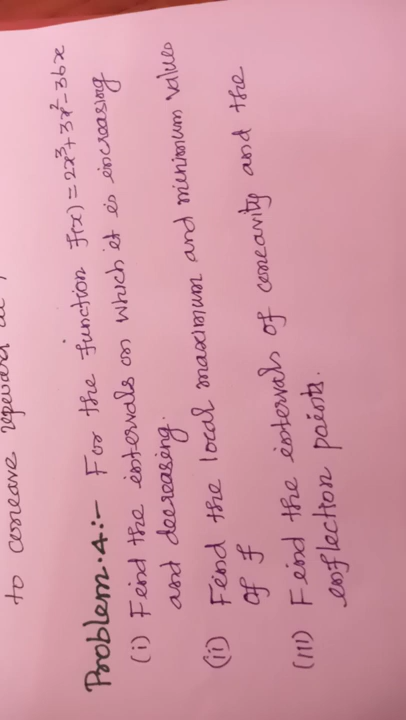 to concave upward at
Problem.4:- For the function f(x) = 2x³+3x²-36x
(i) Find the intervals on which it is increasing
and decreasing.
(ii) Find the local maximum and minimum values
of f
(III) Find the intervals of concavity and the
inflection points.